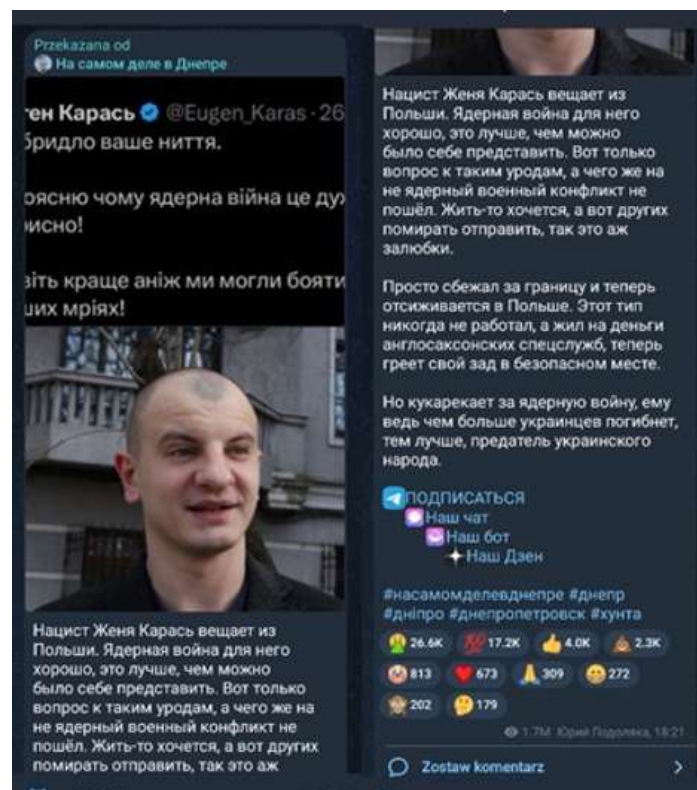 Przekazana od
На самом деле в Днепре
ген Карась @Eugen_Karas · 26
бридло ваше ниття.
оясню чому ядерна війна це дуж
исно!
віть краще аніж ми могли бояти
ших мріях!
Нацист Женя Карась вещает из
Польши. Ядерная война для него
хорошо, это лучше, чем можно
было себе представить. Вот только
вопрос к таким уродам, а чего же на
не ядерный военный конфликт не
пошёл. Жить-то хочется, а вот других
помирать отправить, так это аж
Нацист Женя Карась вещает из
Польши. Ядерная война для него
хорошо, это лучше, чем можно
было себе представить. Вот только
вопрос к таким уродам, а чего же на
не ядерный военный конфликт не
пошёл. Жить-то хочется, а вот других
помирать отправить, так это аж
залюбки.
Просто сбежал за границу и теперь
отсиживается в Польше. Этот тип
никогда не работал, а жил на деньги
англосаксонских спецслужб, теперь
греет свой зад в безопасном месте.
Но кукарекает за ядерную войну, ему
ведь чем больше украинцев погибнет,
тем лучше, предатель украинского
народа.
ПОДПИСАТЬСЯ
Наш чат
Наш бот
Наш Дзен
#насамомделевднепре #днепр
#дніпро #днепропетровск #хунта
26.6K 17.2K 4.0K 2.3K
813 673 309 272
202 179
1.7M Юрий Подоляка, 18:21
Zostaw komentarz